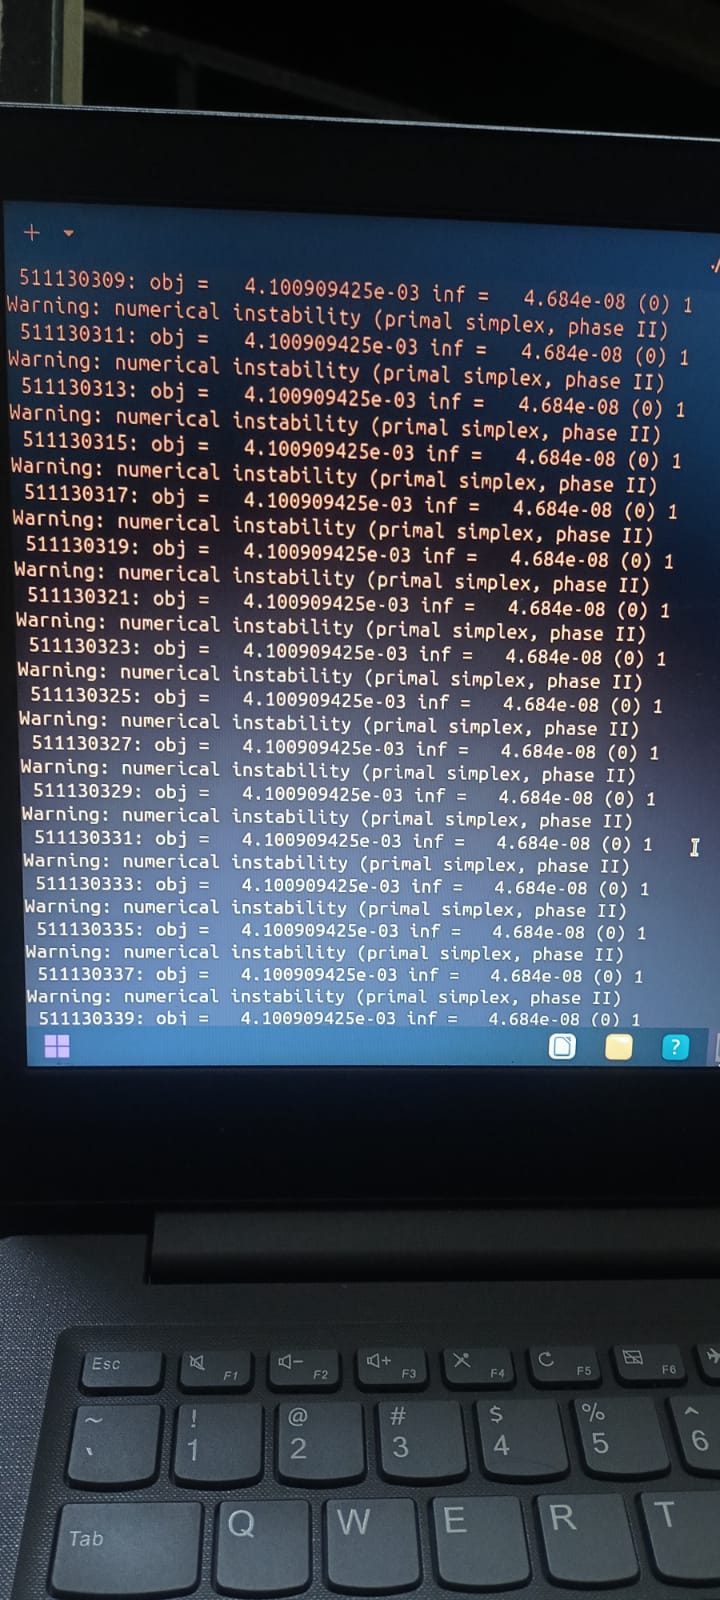 +
511130309: obj = 4.100909425e-03 inf = 4.684e-08 (0) 1
Warning: numerical instability (primal simplex, phase II)
511130311: obj = 4.100909425e-03 inf = 4.684e-08 (0) 1
Warning: numerical instability (primal simplex, phase II)
511130313: obj = 4.100909425e-03 inf = 4.684e-08 (0) 1
Warning: numerical instability (primal simplex, phase II)
511130315: obj = 4.100909425e-03 inf = 4.684e-08 (0) 1
Warning: numerical instability (primal simplex, phase II)
511130317: obj = 4.100909425e-03 inf = 4.684e-08 (0) 1
Warning: numerical instability (primal simplex, phase II)
511130319: obj = 4.100909425e-03 inf = 4.684e-08 (0) 1
Warning: numerical instability (primal simplex, phase II)
511130321: obj = 4.100909425e-03 inf = 4.684e-08 (0) 1
Warning: numerical instability (primal simplex, phase II)
511130323: obj = 4.100909425e-03 inf = 4.684e-08 (0) 1
Warning: numerical instability (primal simplex, phase II)
511130325: obj = 4.100909425e-03 inf = 4.684e-08 (0) 1
Warning: numerical instability (primal simplex, phase II)
511130327: obj = 4.100909425e-03 inf = 4.684e-08 (0) 1
Warning: numerical instability (primal simplex, phase II)
511130329: obj = 4.100909425e-03 inf = 4.684e-08 (0) 1
Warning: numerical instability (primal simplex, phase II)
511130331: obj = 4.100909425e-03 inf = 4.684e-08 (0) 1
Warning: numerical instability (primal simplex, phase II)
511130333: obj = 4.100909425e-03 inf = 4.684e-08 (0) 1
Warning: numerical instability (primal simplex, phase II)
511130335: obj = 4.100909425e-03 inf = 4.684e-08 (0) 1
Warning: numerical instability (primal simplex, phase II)
511130337: obj = 4.100909425e-03 inf = 4.684e-08 (0) 1
Warning: numerical instability (primal simplex, phase II)
511130339: obj = 4.100909425e-03 inf = 4.684e-08 (0) 1
?
Esc F1 F2 F3 F4 F5 F6
~ ! @ # $ % ^
` 1 2 3 4 5 6
Tab Q W E R T